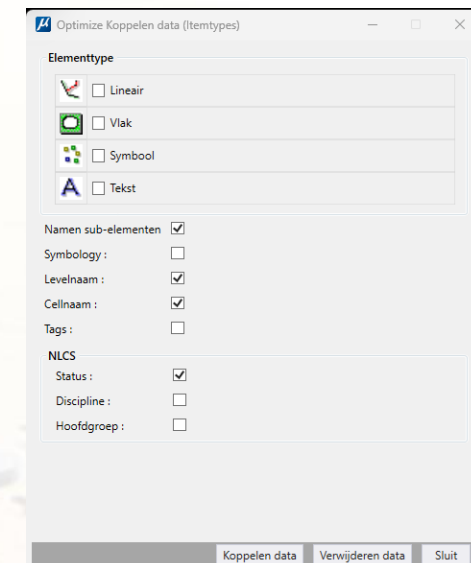 Optimize Koppelen data (Itemtypes)
Elementtype
Lineair
Vlak
Symbool
Tekst
Namen sub-elementen
Symbology :
Levelnaam :
Cellnaam :
Tags :
NLCS
Status :
Discipline :
Hoofdgroep :
Koppelen data Verwijderen data Sluit